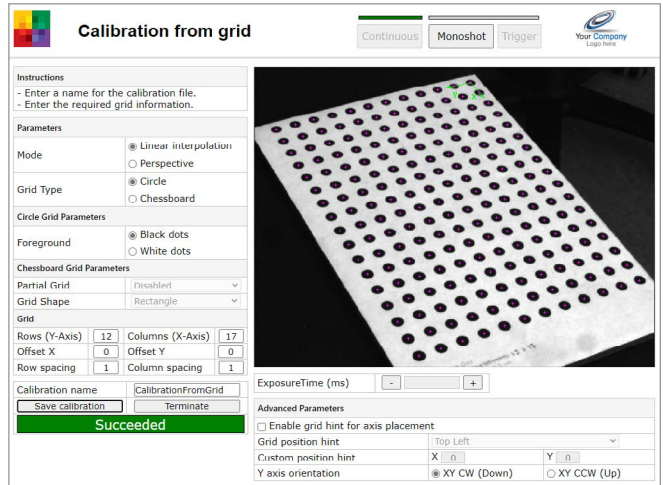 Calibration from grid
Continuous
Monoshot
Trigger
Your Company
Logo here
Instructions
- Enter a name for the calibration file.
- Enter the required grid information.
Parameters
Mode
Linear interpolation
Perspective
Grid Type
Circle
Chessboard
Circle Grid Parameters
Foreground
Black dots
White dots
Chessboard Grid Parameters
Partial Grid
Disabled
Grid Shape
Rectangle
Grid
Rows (Y-Axis) 12 Columns (X-Axis) 17
Offset X 0 Offset Y 0
Row spacing 1 Column spacing 1
Calibration name CalibrationFromGrid
Save calibration Terminate
Succeeded
Y X
ExposureTime (ms) - +
Advanced Parameters
Enable grid hint for axis placement
Grid position hint Top Left
Custom position hint X 0 Y 0
Y axis orientation XY CW (Down) XY CCW (Up)